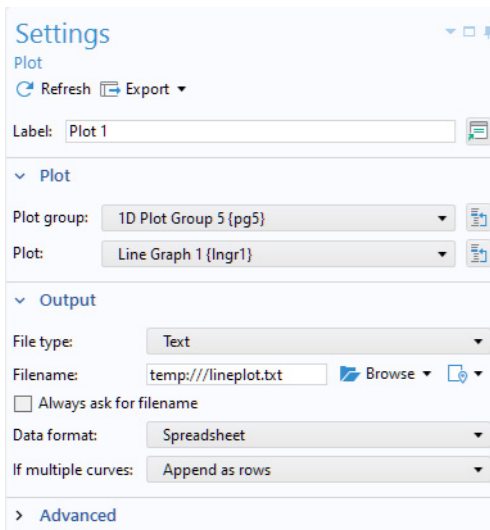 Settings
Plot
Refresh Export
Label: Plot 1
Plot
Plot group: 1D Plot Group 5 {pg5}
Plot: Line Graph 1 {lngr1}
Output
File type: Text
Filename: temp:///lineplot.txt Browse
Always ask for filename
Data format: Spreadsheet
If multiple curves: Append as rows
Advanced